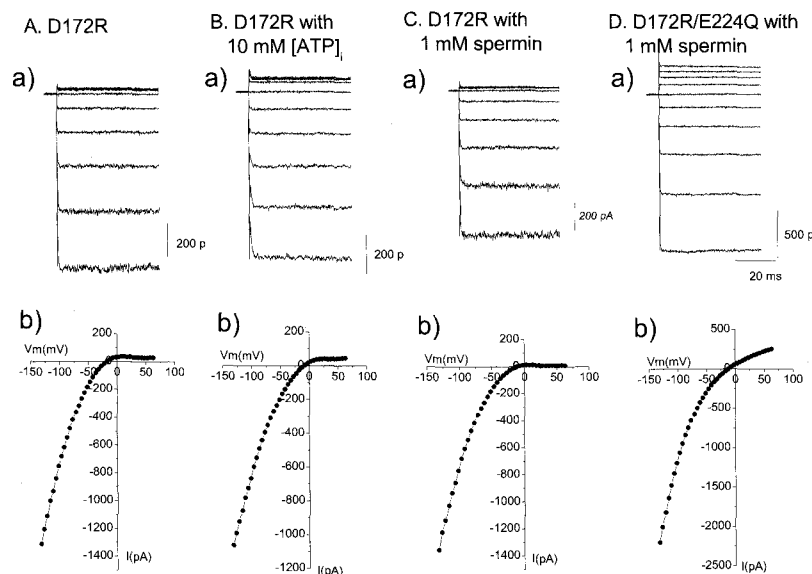 A. D172R
B. D172R with
10 mM [ATP]i
C. D172R with
1 mM spermin
D. D172R/E224Q with
1 mM spermin
a)
a)
a)
a)
200 p
200 p
200 pA
500 p
20 ms
b)
b)
b)
b)
Vm(mV)
200
-150 -100 -50 0 50 100
-200
-400
-600
-800
-1000
-1200
-1400
I(pA)
Vm(mV)
200
-150 -100 -50 0 50 100
-200
-400
-600
-800
-1000
-1200
I(pA)
Vm(mV)
200
-150 -100 -50 0 50 100
-200
-400
-600
-800
-1000
-1200
-1400
I(pA)
Vm(mV)
500
-150 -100 -50 0 50 100
-500
-1000
-1500
-2000
-2500
I(pA)